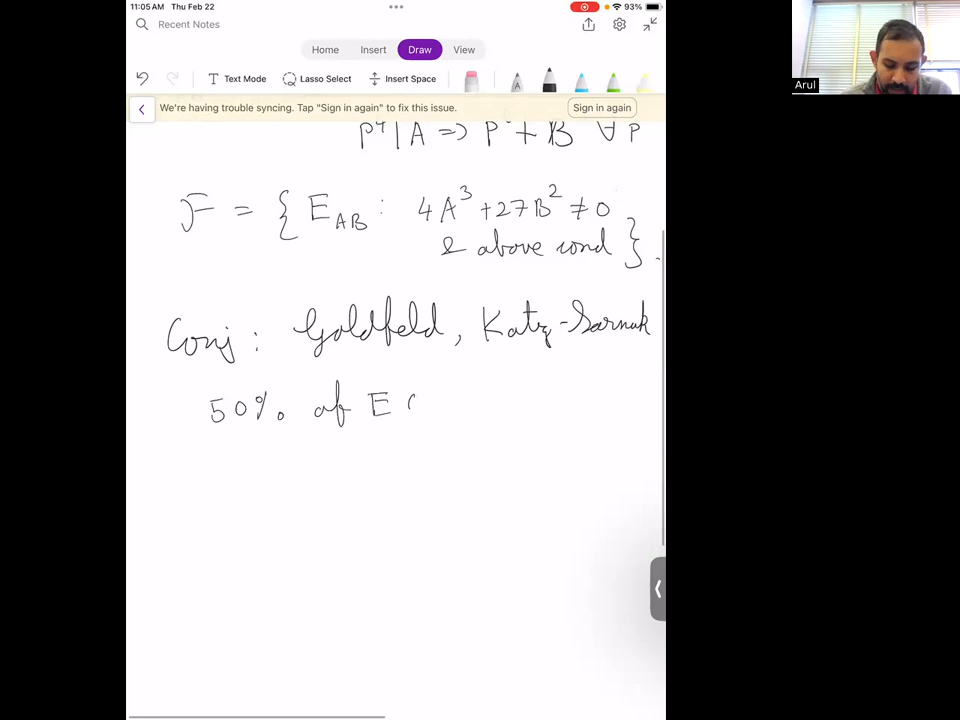 11:05 AM Thu Feb 22
93%
Recent Notes
Home Insert Draw View
Text Mode Lasso Select Insert Space
We're having trouble syncing. Tap "Sign in again" to fix this issue. Sign in again
Arul
p⁴ | A => p⁶ ∤ B ∀ p
F = { E_AB : 4A³ + 27B² ≠ 0
& above cond }.
Conj : Goldfeld, Katz-Sarnak
50% of E